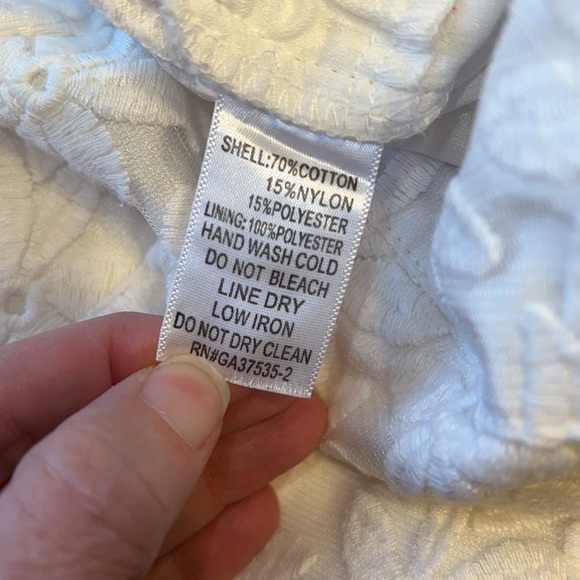 SHELL:70%COTTON
15%NYLON
15%POLYESTER
LINING:100%POLYESTER
HAND WASH COLD
DO NOT BLEACH
LINE DRY
LOW IRON
DO NOT DRY CLEAN
RN#GA37535-2